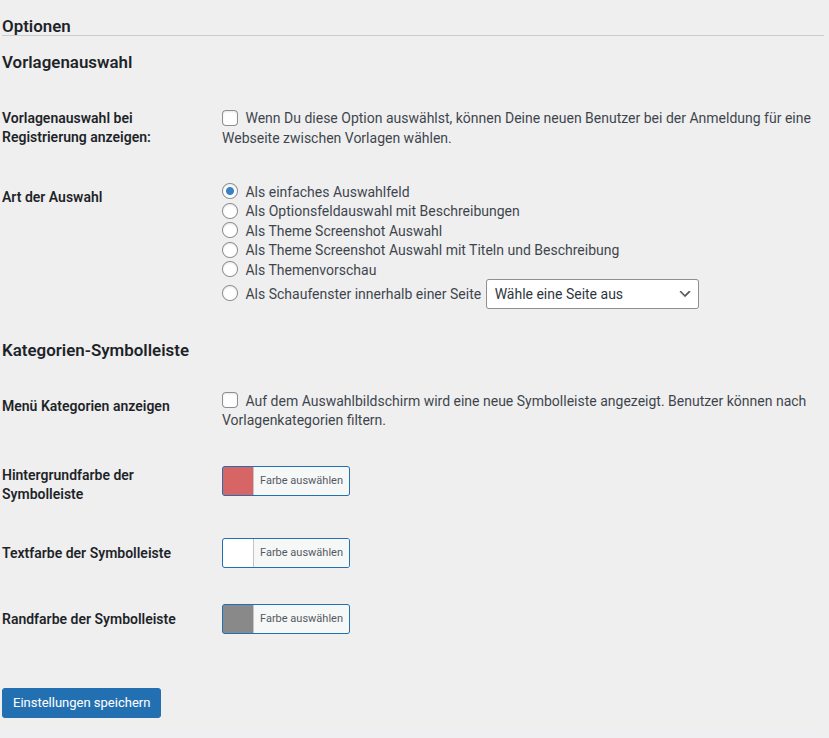 Optionen
Vorlagenauswahl
Vorlagenauswahl bei
Registrierung anzeigen:
Wenn Du diese Option auswählst, können Deine neuen Benutzer bei der Anmeldung für eine
Webseite zwischen Vorlagen wählen.
Art der Auswahl
Als einfaches Auswahlfeld
Als Optionsfeldauswahl mit Beschreibungen
Als Theme Screenshot Auswahl
Als Theme Screenshot Auswahl mit Titeln und Beschreibung
Als Themenvorschau
Als Schaufenster innerhalb einer Seite Wähle eine Seite aus
Kategorien-Symbolleiste
Menü Kategorien anzeigen
Auf dem Auswahlbildschirm wird eine neue Symbolleiste angezeigt. Benutzer können nach
Vorlagenkategorien filtern.
Hintergrundfarbe der
Symbolleiste
Farbe auswählen
Textfarbe der Symbolleiste
Farbe auswählen
Randfarbe der Symbolleiste
Farbe auswählen
Einstellungen speichern